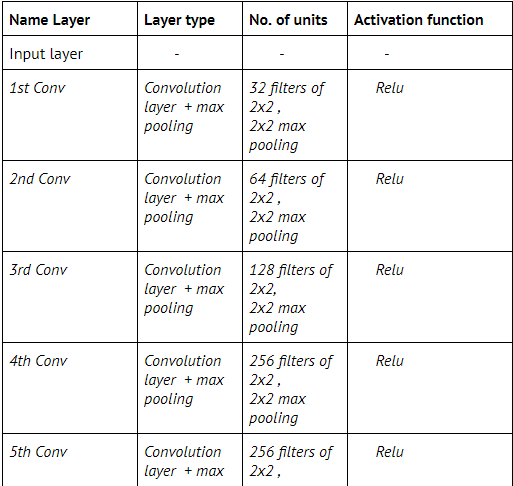 Name Layer Layer type No. of units Activation function
Input layer - - -
1st Conv Convolution 32 filters of Relu
layer + max 2x2 ,
pooling 2x2 max
pooling
2nd Conv Convolution 64 filters of Relu
layer + max 2x2 ,
pooling 2x2 max
pooling
3rd Conv Convolution 128 filters of Relu
layer + max 2x2,
pooling 2x2 max
pooling
4th Conv Convolution 256 filters of Relu
layer + max 2x2 ,
pooling 2x2 max
pooling
5th Conv Convolution 256 filters of Relu
layer + max 2x2 ,